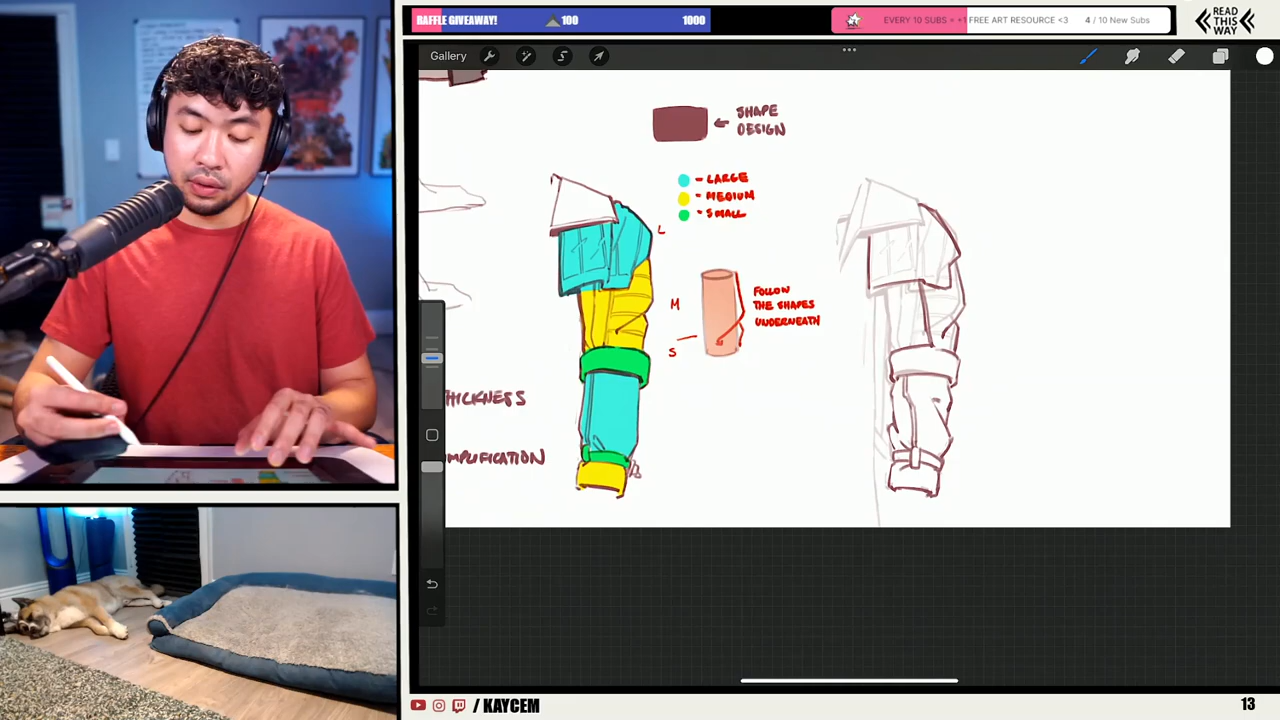 RAFFLE GIVEAWAY! 100 1000
EVERY 10 SUBS = +1 FREE ART RESOURCE <3 4 / 10 New Subs
READ
THIS
WAY
Gallery
SHAPE
DESIGN
- LARGE
- MEDIUM
- SMALL
L
M
S
FOLLOW
THE SHAPES
UNDERNEATH
THICKNESS
MPLIFICATION
/ KAYCEM
13